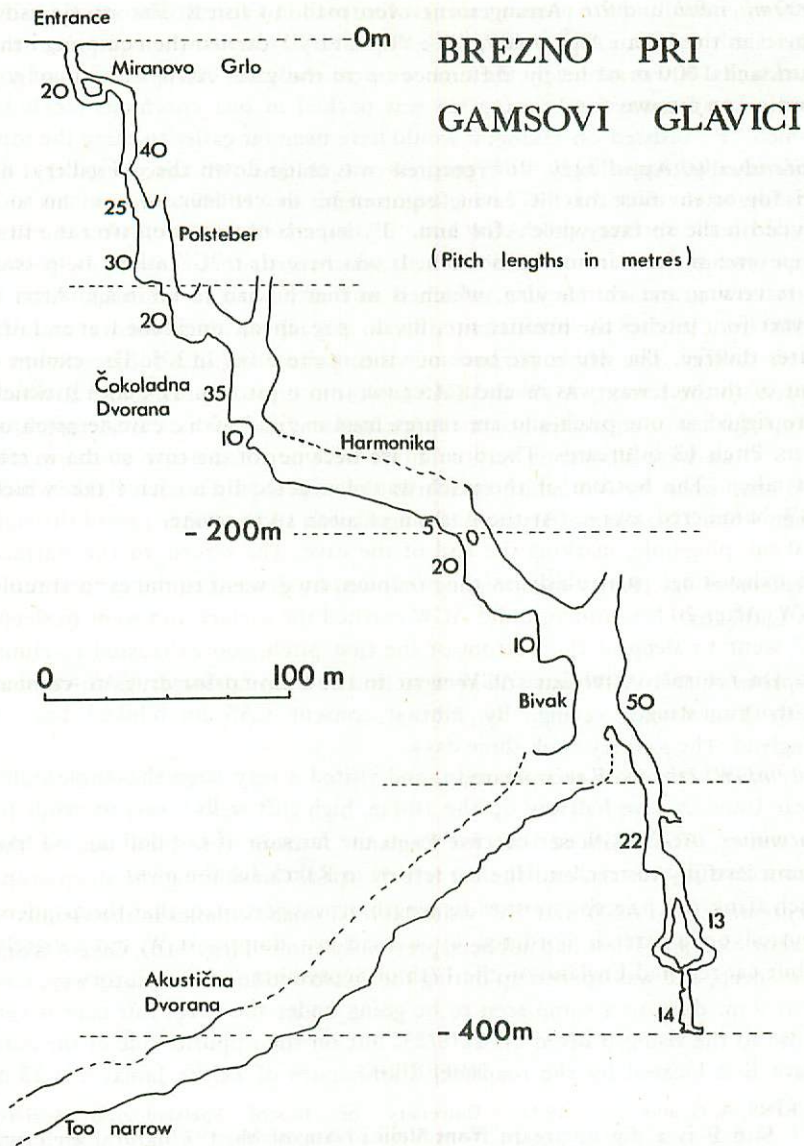 Entrance
0m
BREZNO PRI
GAMSOVI GLAVICI
Miranovo Grlo
20
40
25
Polsteber
(Pitch lengths in metres)
30
20
Čokoladna
Dvorana
35
10
Harmonika
-200m
5
0
20
10
0 100 m
Bivak
50
22
13
Akustična
Dvorana
14
-400m
Too narrow